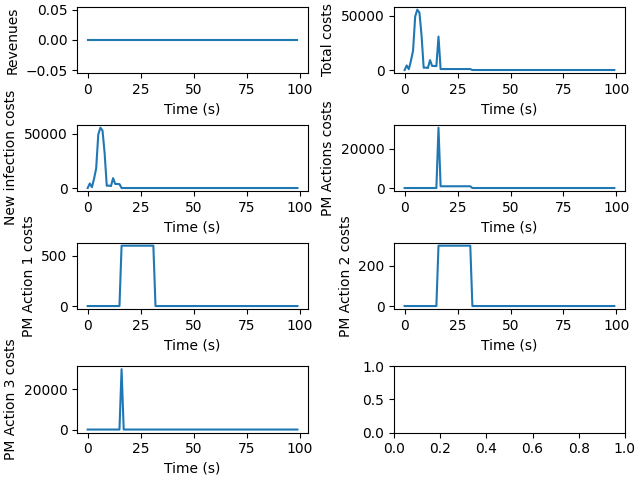 Revenues
0.05
0.00
−0.05
0 25 50 75 100
Time (s)
Total costs
50000
0
0 25 50 75 100
Time (s)
New infection costs
50000
0
0 25 50 75 100
Time (s)
PM Actions costs
20000
0
0 25 50 75 100
Time (s)
PM Action 1 costs
500
0
0 25 50 75 100
Time (s)
PM Action 2 costs
200
0
0 25 50 75 100
Time (s)
PM Action 3 costs
20000
0
0 25 50 75 100
Time (s)
1.0
0.5
0.0
0.0 0.2 0.4 0.6 0.8 1.0